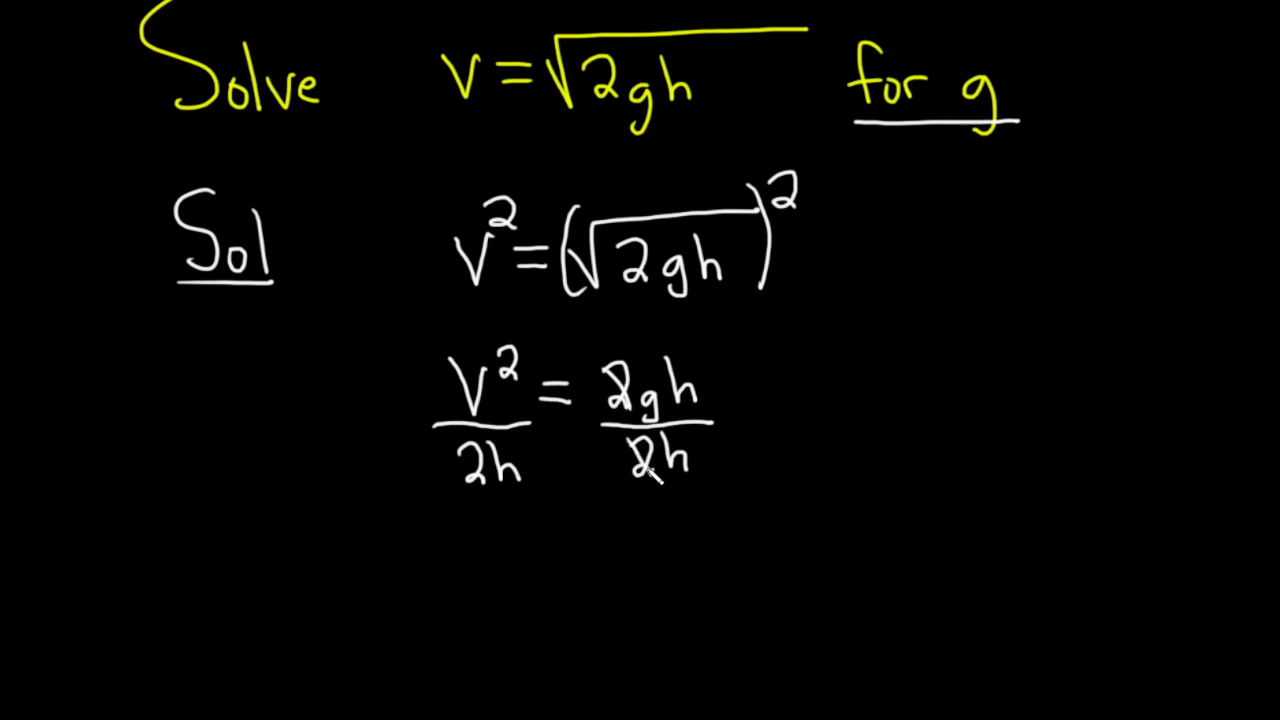 Solve v = √2gh for g
Sol v² = (√2gh)²
v² = 2gh
2h 2h